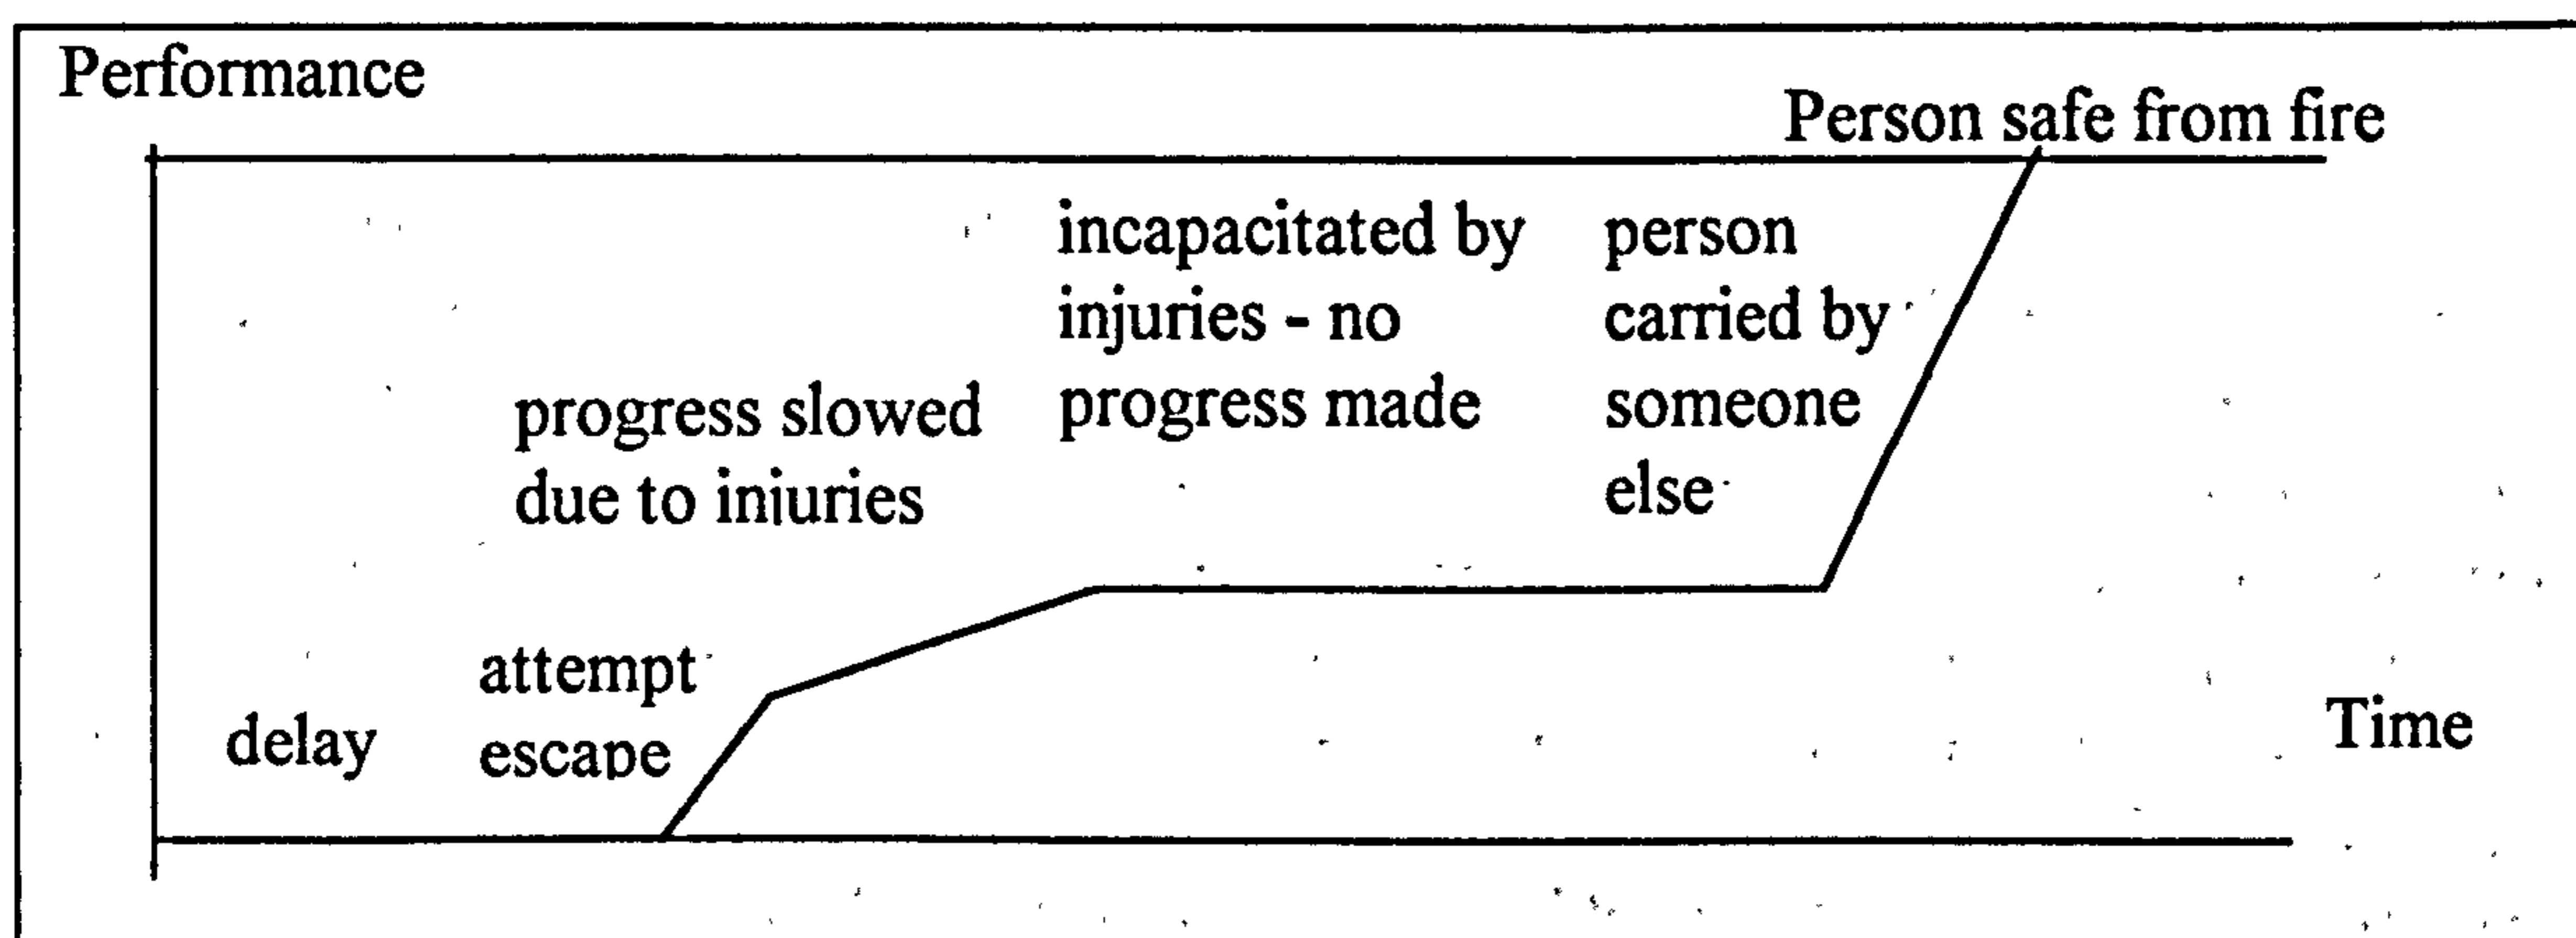 Performance
Person safe from fire
incapacitated by
injuries - no
progress made
person
carried by
someone
else
progress slowed
due to injuries
attempt
escape
delay
Time